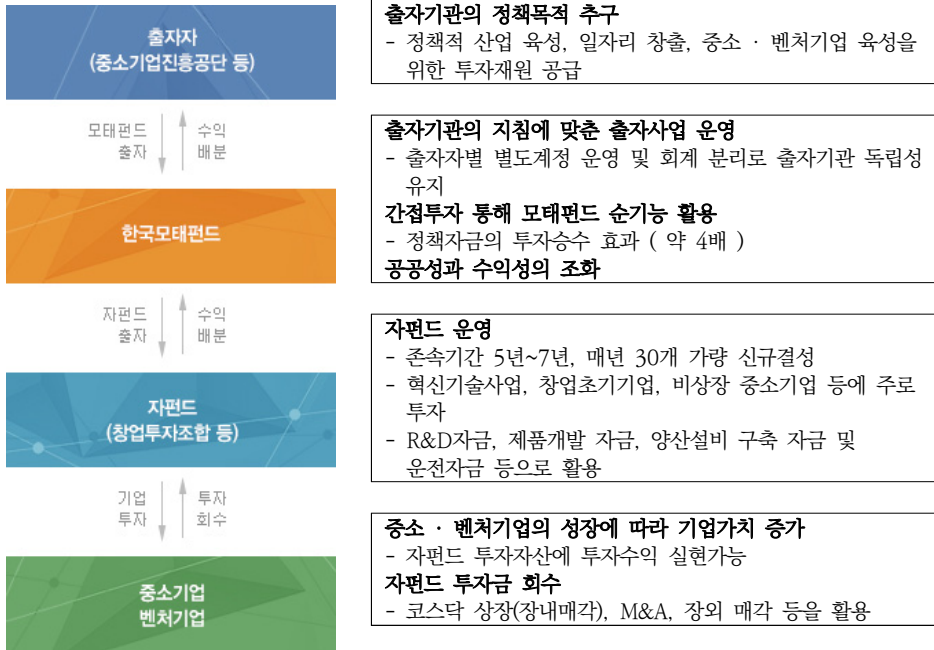 출자자
(중소기업진흥공단 등)
출자기관의 정책목적 추구
- 정책적 산업 육성, 일자리 창출, 중소 · 벤처기업 육성을
위한 투자재원 공급
모태펀드
출자
수익
배분
한국모태펀드
출자기관의 지침에 맞춘 출자사업 운영
- 출자자별 별도계정 운영 및 회계 분리로 출자기관 독립성
유지
간접투자 통해 모태펀드 순기능 활용
- 정책자금의 투자승수 효과 ( 약 4배 )
공공성과 수익성의 조화
자펀드
출자
수익
배분
자펀드
(창업투자조합 등)
자펀드 운영
- 존속기간 5년~7년, 매년 30개 가량 신규결성
- 혁신기술사업, 창업초기기업, 비상장 중소기업 등에 주로
투자
- R&D자금, 제품개발 자금, 양산설비 구축 자금 및
운전자금 등으로 활용
기업
투자
투자
회수
중소기업
벤처기업
중소 · 벤처기업의 성장에 따라 기업가치 증가
- 자펀드 투자자산에 투자수익 실현가능
자펀드 투자금 회수
- 코스닥 상장(장내매각), M&A, 장외 매각 등을 활용